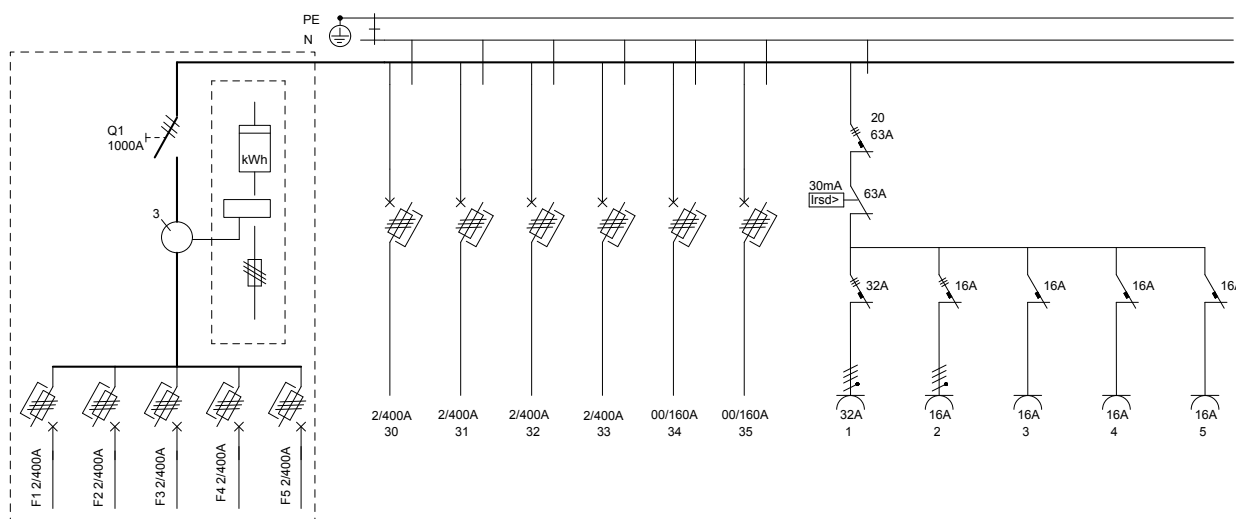 PE
N
Q1
1000A
kWh
3
F1 2/400A
F2 2/400A
F3 2/400A
F4 2/400A
F5 2/400A
2/400A
30
2/400A
31
2/400A
32
2/400A
33
00/160A
34
00/160A
35
20
63A
30mA
Irsd>
63A
32A
16A
16A
16A
16A
32A
1
16A
2
16A
3
16A
4
16A
5